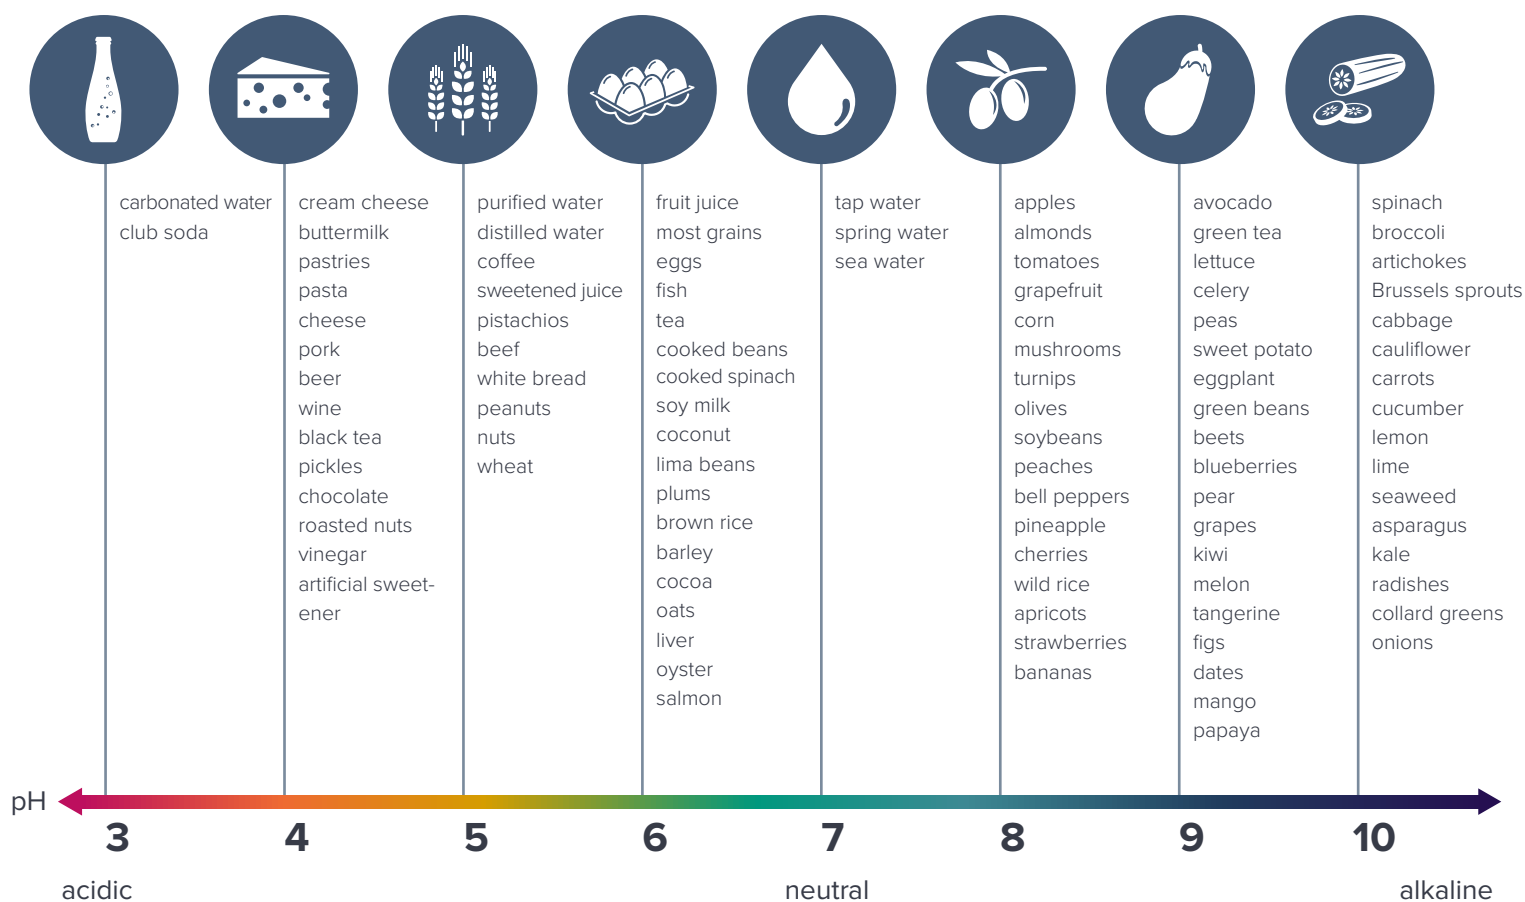 carbonated water
club soda
cream cheese
buttermilk
pastries
pasta
cheese
pork
beer
wine
black tea
pickles
chocolate
roasted nuts
vinegar
artificial sweet-
ener
purified water
distilled water
coffee
sweetened juice
pistachios
beef
white bread
peanuts
nuts
wheat
fruit juice
most grains
eggs
fish
tea
cooked beans
cooked spinach
soy milk
coconut
lima beans
plums
brown rice
barley
cocoa
oats
liver
oyster
salmon
tap water
spring water
sea water
apples
almonds
tomatoes
grapefruit
corn
mushrooms
turnips
olives
soybeans
peaches
bell peppers
pineapple
cherries
wild rice
apricots
strawberries
bananas
avocado
green tea
lettuce
celery
peas
sweet potato
eggplant
green beans
beets
blueberries
pear
grapes
kiwi
melon
tangerine
figs
dates
mango
papaya
spinach
broccoli
artichokes
Brussels sprouts
cabbage
cauliflower
carrots
cucumber
lemon
lime
seaweed
asparagus
kale
radishes
collard greens
onions
pH
3 4 5 6 7 8 9 10
acidic neutral alkaline